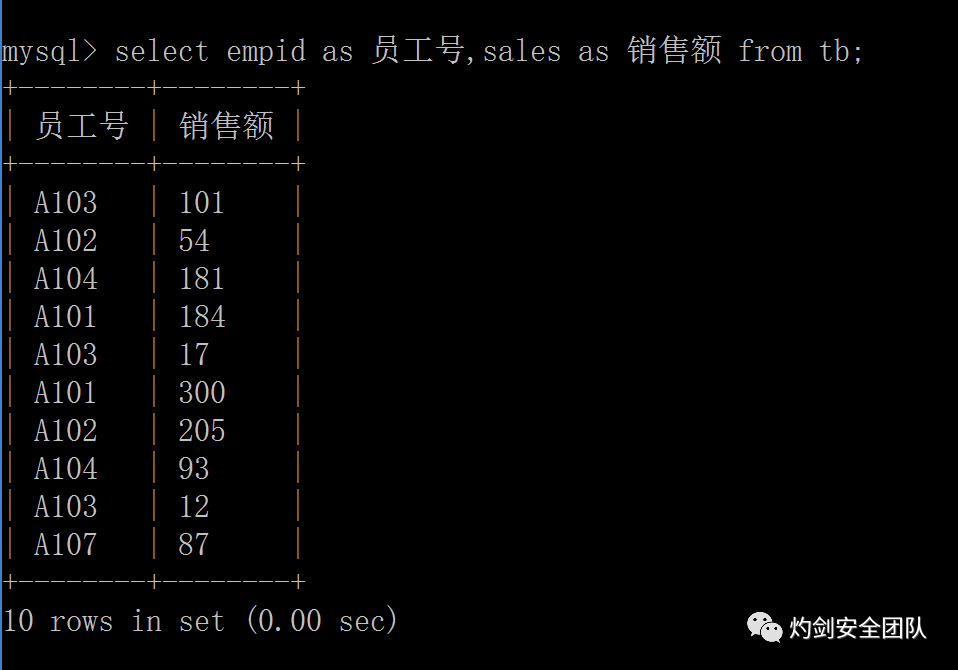 mysql> select empid as 员工号,sales as 销售额 from tb;
+--------+--------+
| 员工号 | 销售额 |
+--------+--------+
| A103   | 101    |
| A102   | 54     |
| A104   | 181    |
| A101   | 184    |
| A103   | 17     |
| A101   | 300    |
| A102   | 205    |
| A104   | 93     |
| A103   | 12     |
| A107   | 87     |
+--------+--------+
10 rows in set (0.00 sec)
灼剑安全团队